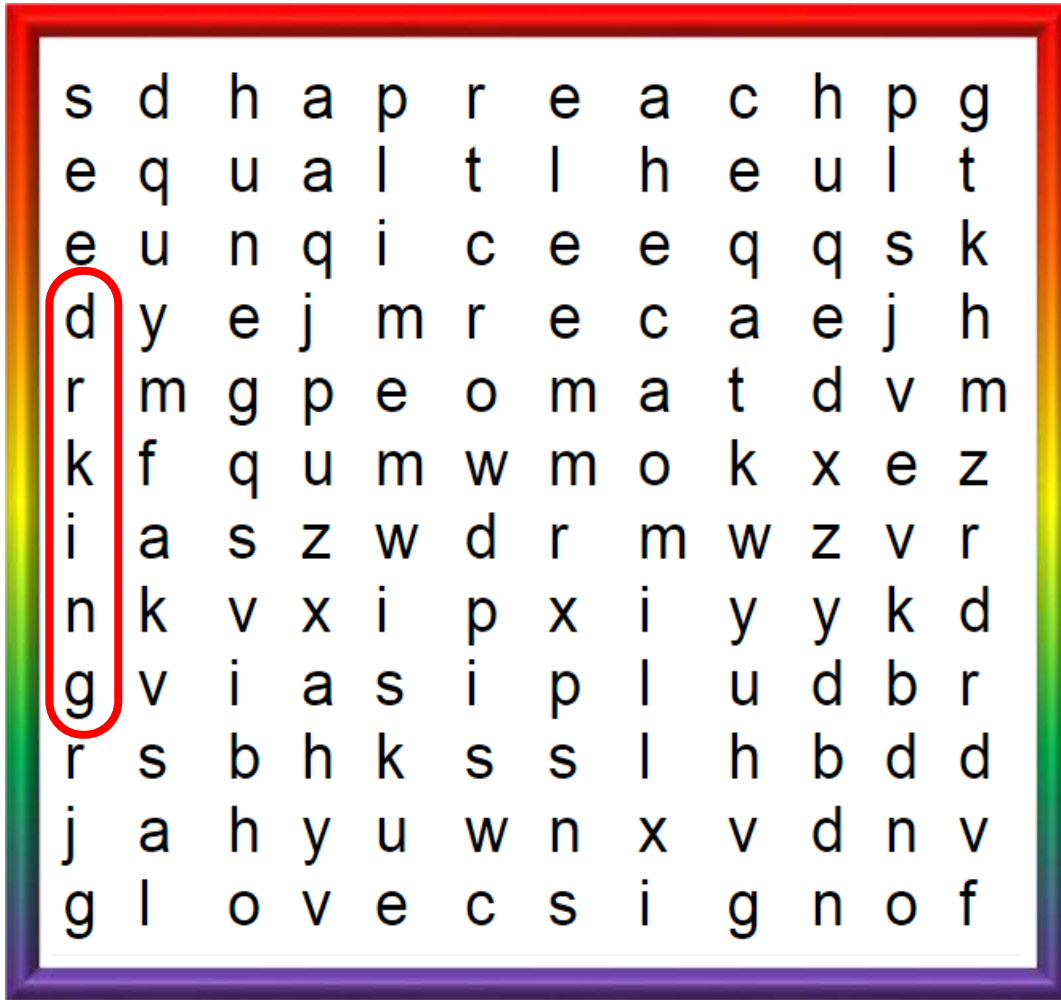 s d h a p r e a c h p g
e q u a l t l h e u l t
e u n q i c e e q q s k
d y e j m r e c a e j h
r m g p e o m a t d v m
k f q u m w m o k x e z
i a s z w d r m w z v r
n k v x i p x i y y k d
g v i a s i p l u d b r
r s b h k s s l h b d d
j a h y u w n x v d n v
g l o v e c s i g n o f